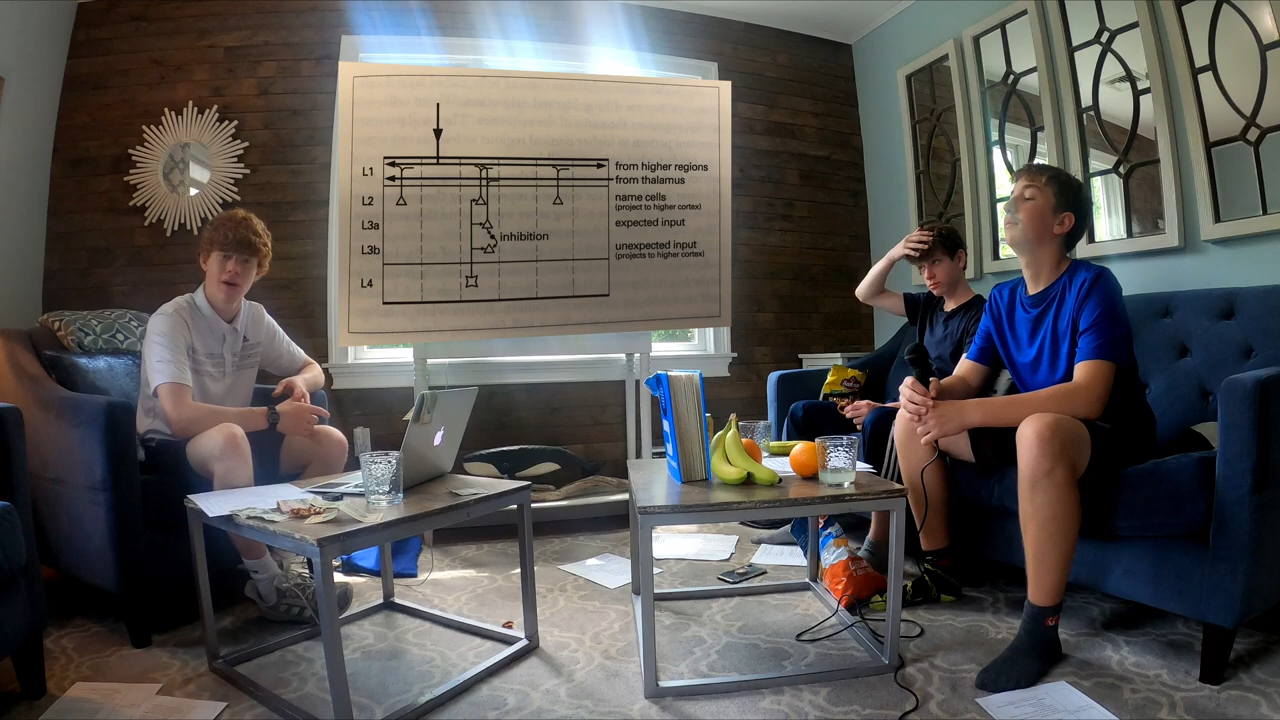 L1
from higher regions
from thalamus
L2
name cells
(project to higher cortex)
L3a
expected input
inhibition
L3b
unexpected input
(projects to higher cortex)
L4